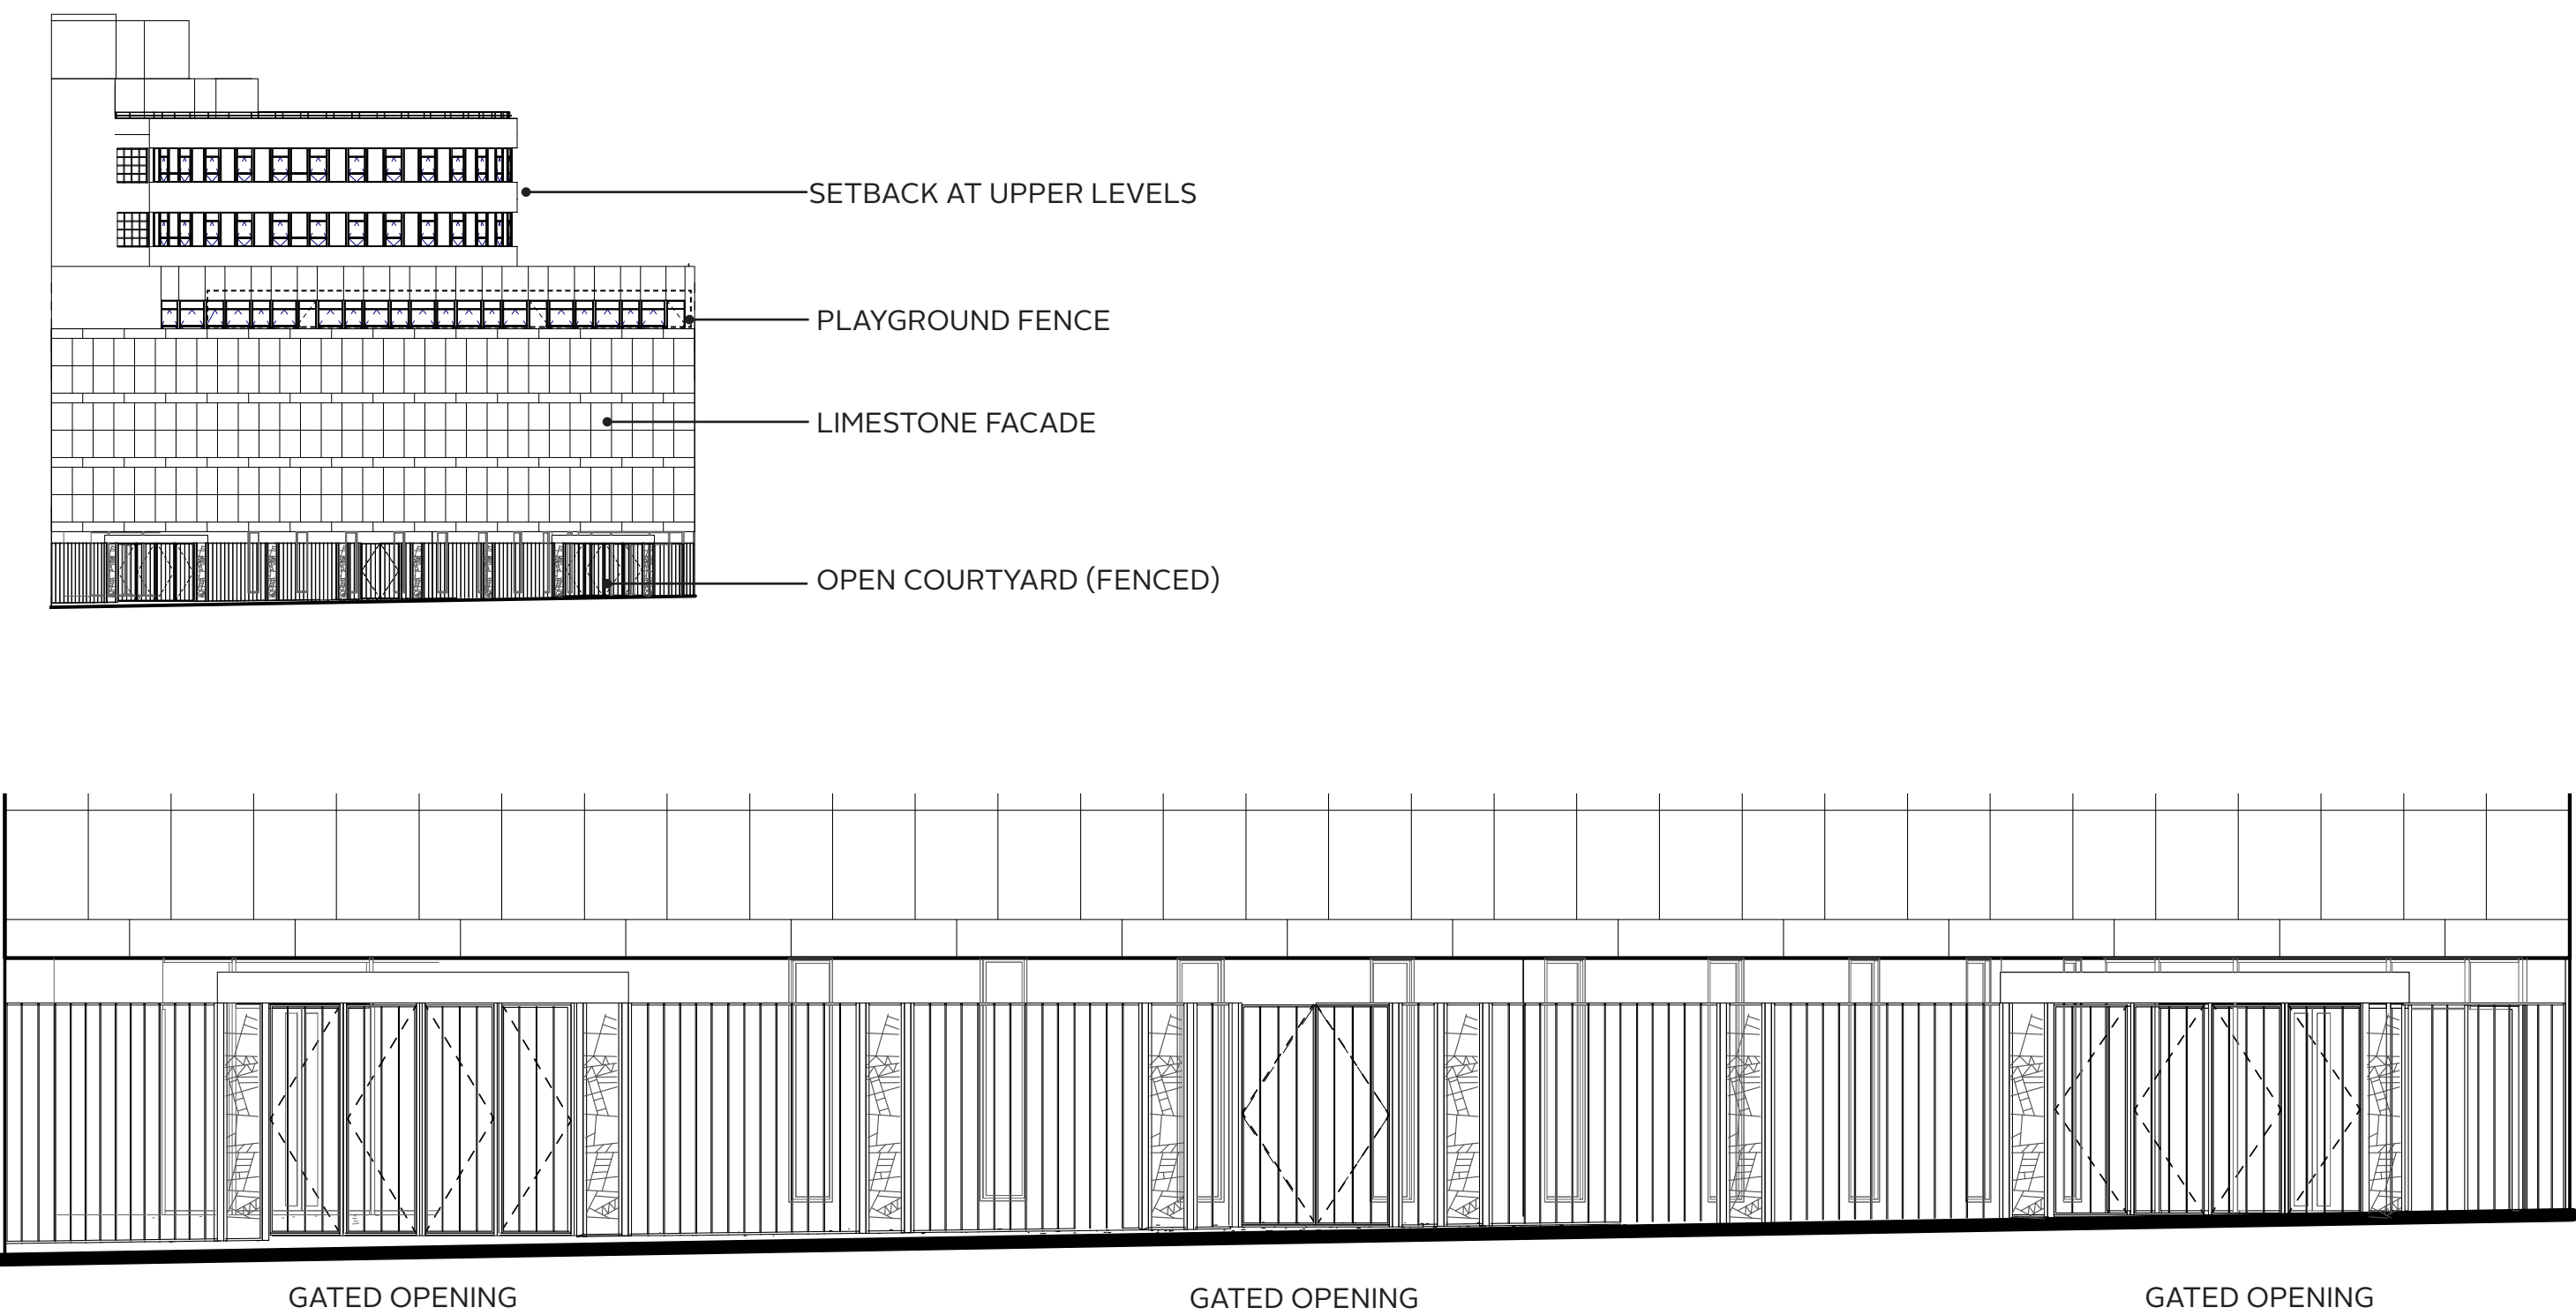 SETBACK AT UPPER LEVELS
PLAYGROUND FENCE
LIMESTONE FACADE
OPEN COURTYARD (FENCED)
GATED OPENING
GATED OPENING
GATED OPENING